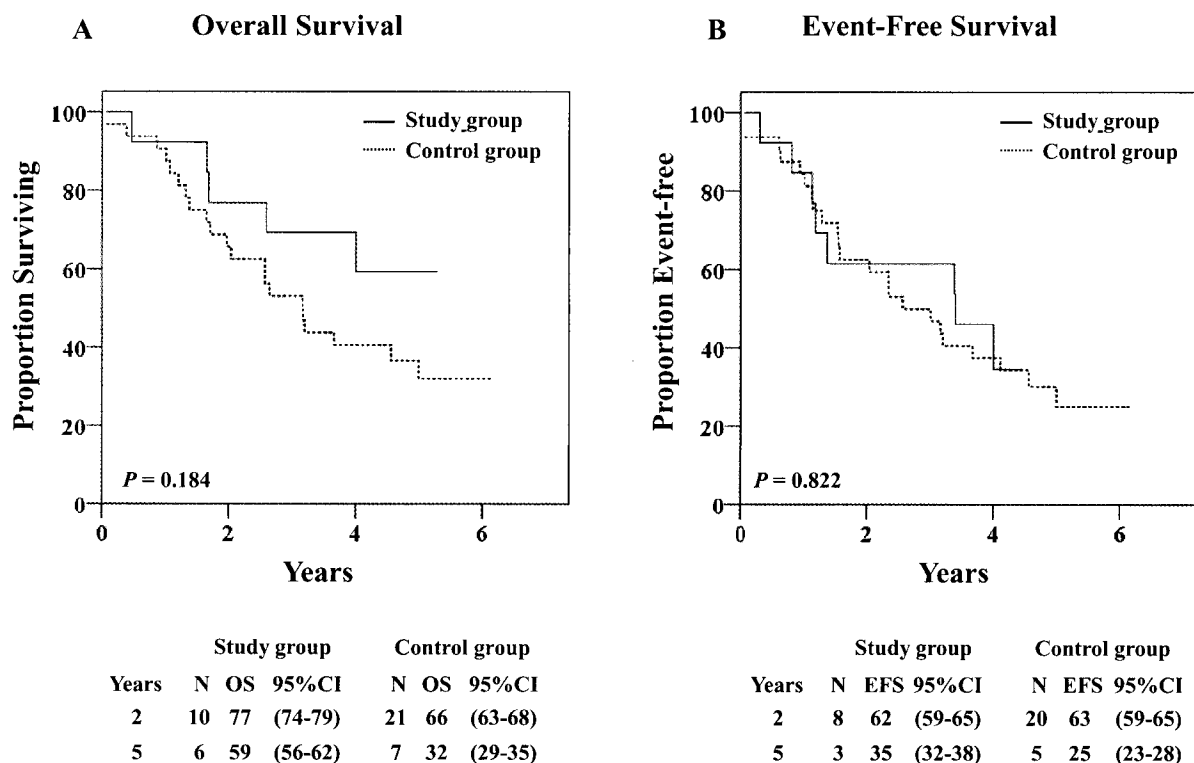 A Overall Survival
Proportion Surviving
100
80
60
40
20
0
Study group
Control group
P = 0.184
0 2 4 6
Years
Study group Control group
Years N OS 95%CI N OS 95%CI
2 10 77 (74-79) 21 66 (63-68)
5 6 59 (56-62) 7 32 (29-35)
B Event-Free Survival
Proportion Event-free
100
80
60
40
20
0
Study group
Control group
P = 0.822
0 2 4 6
Years
Study group Control group
Years N EFS 95%CI N EFS 95%CI
2 8 62 (59-65) 20 63 (59-65)
5 3 35 (32-38) 5 25 (23-28)